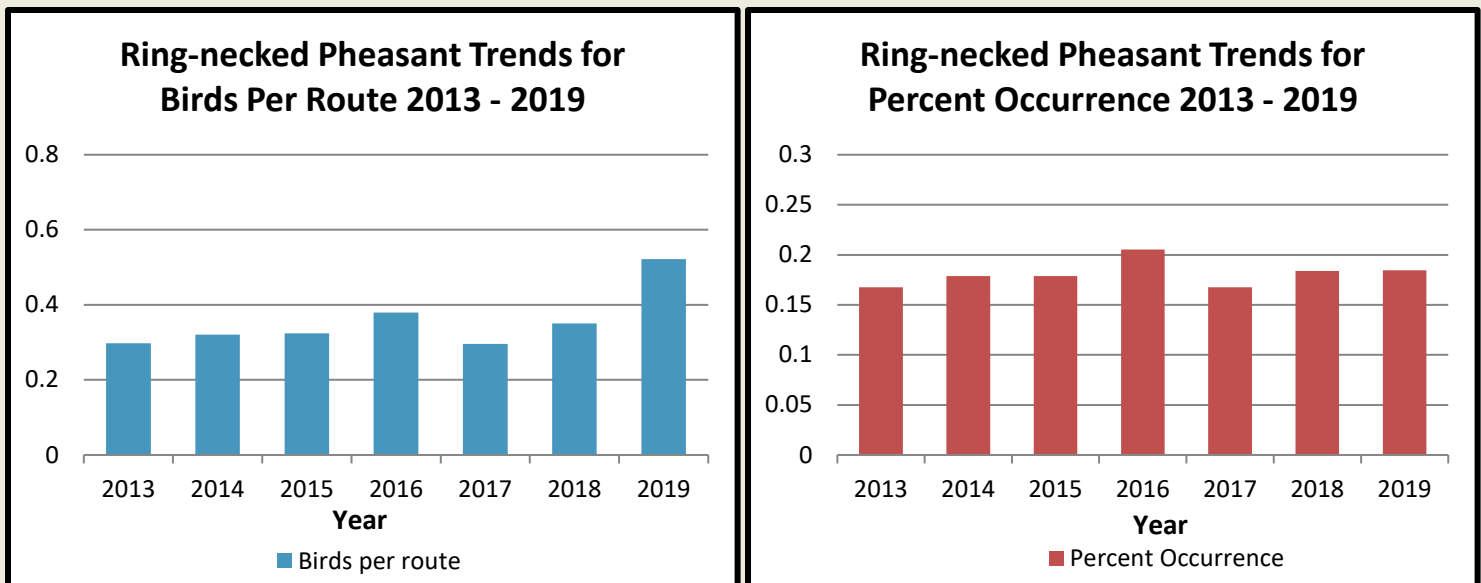 Ring-necked Pheasant Trends for
Birds Per Route 2013 - 2019
0.8
0.6
0.4
0.2
0
2013 2014 2015 2016 2017 2018 2019
Year
Birds per route
Ring-necked Pheasant Trends for
Percent Occurrence 2013 - 2019
0.3
0.25
0.2
0.15
0.1
0.05
0
2013 2014 2015 2016 2017 2018 2019
Year
Percent Occurrence